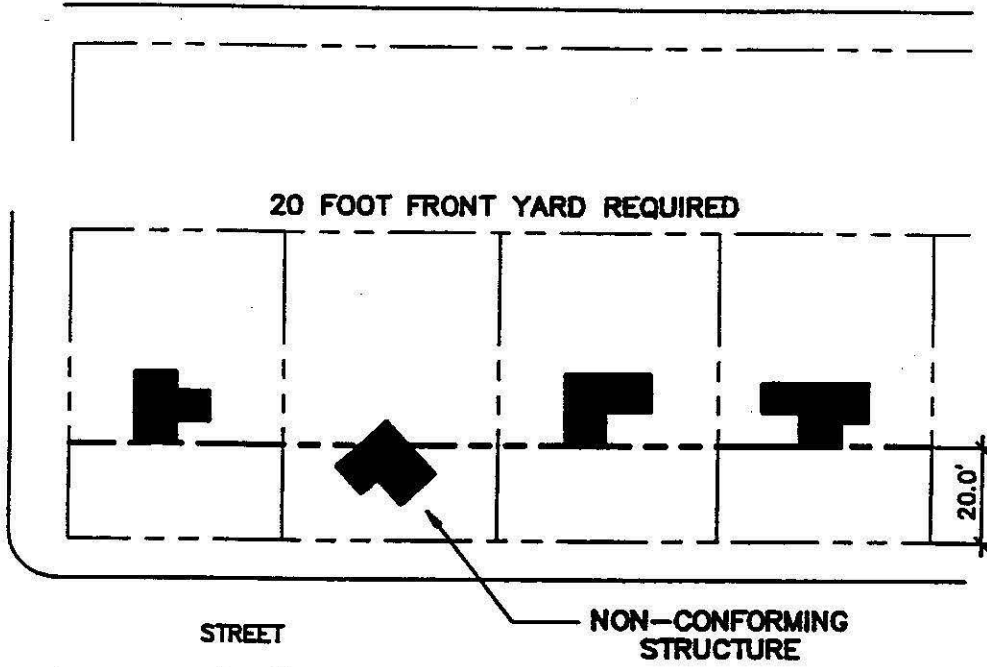 20 FOOT FRONT YARD REQUIRED
20.0'
STREET
NON-CONFORMING
STRUCTURE